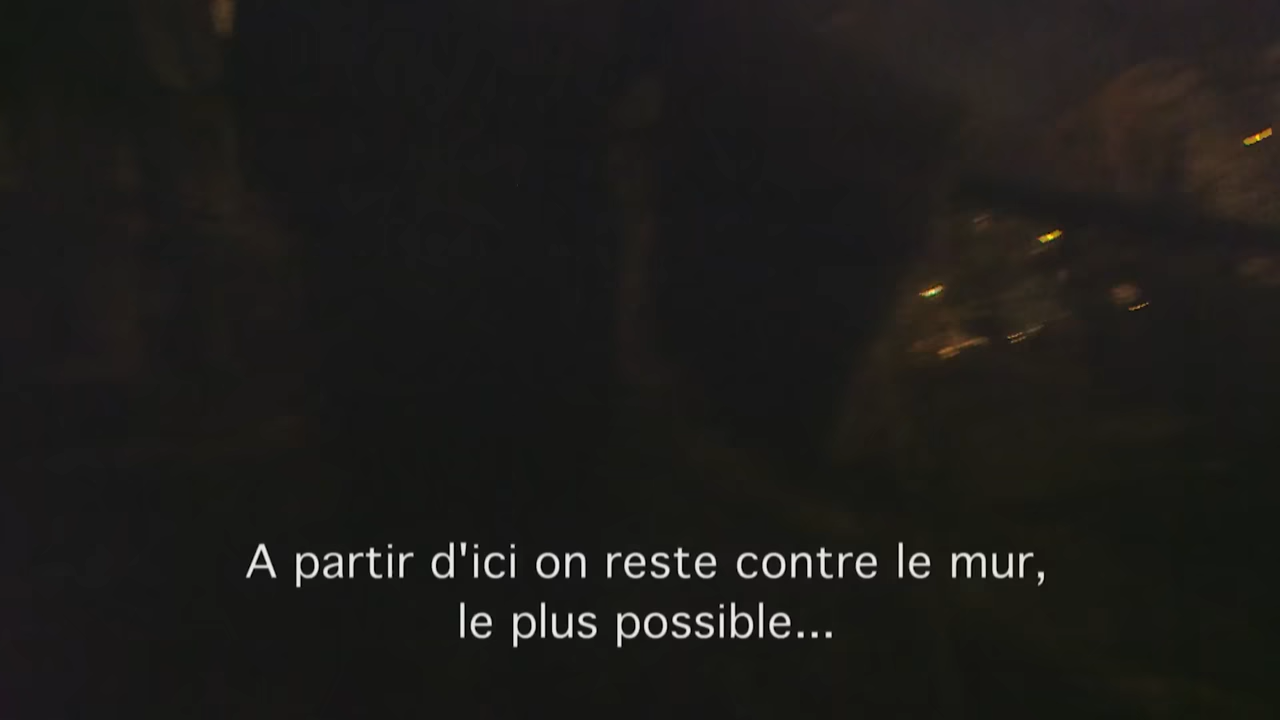 A partir d'ici on reste contre le mur,
le plus possible...